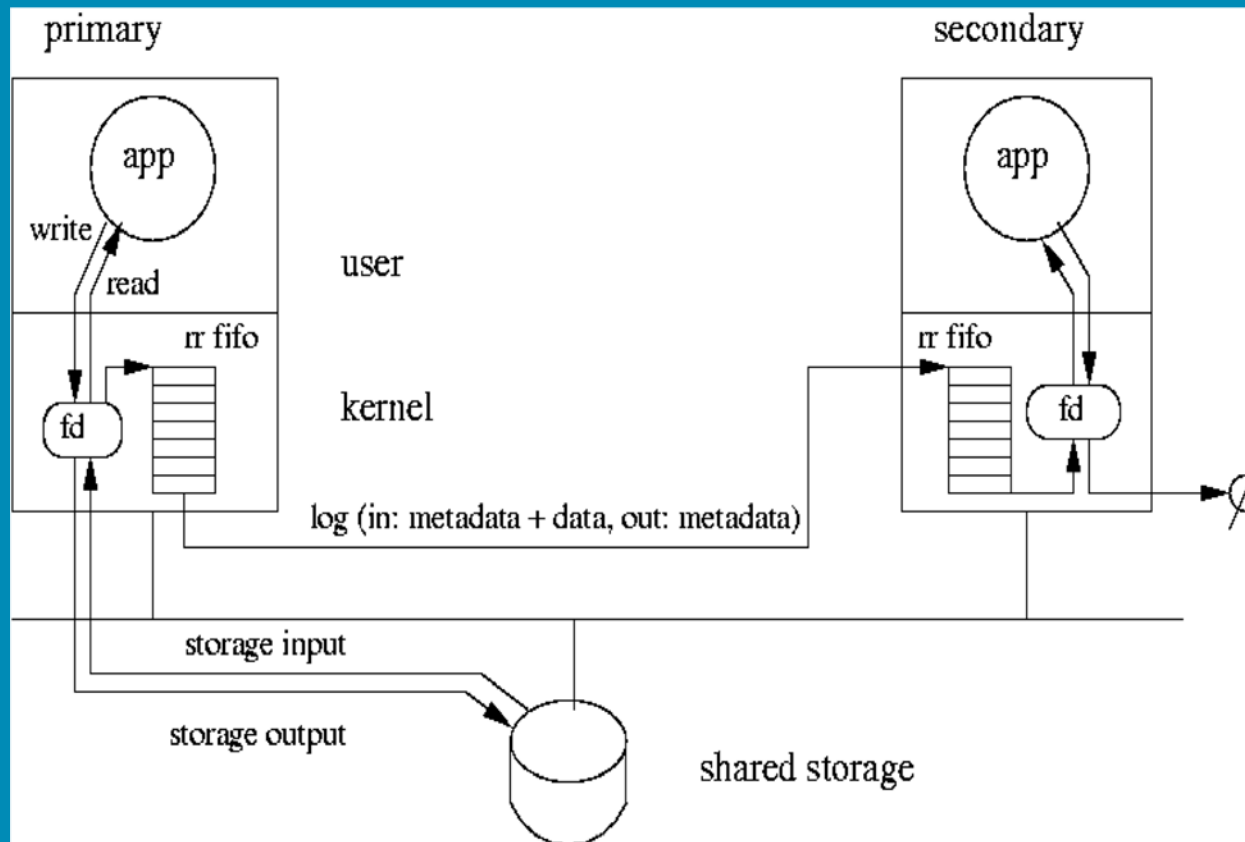 primary
secondary
app
app
write
read
user
rr fifo
rr fifo
fd
kernel
fd
log (in: metadata + data, out: metadata)
storage input
storage output
shared storage